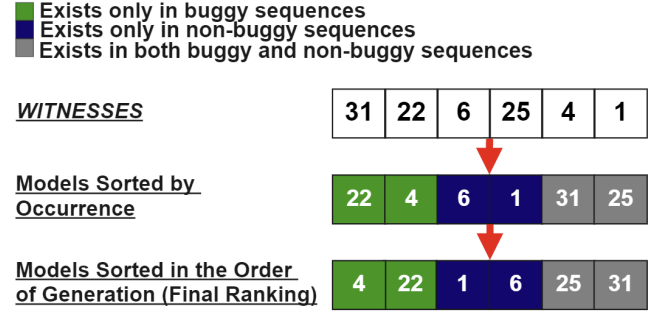 Exists only in buggy sequences
Exists only in non-buggy sequences
Exists in both buggy and non-buggy sequences
WITNESSES 31 22 6 25 4 1
Models Sorted by
Occurrence
22 4 6 1 31 25
Models Sorted in the Order
of Generation (Final Ranking)
4 22 1 6 25 31